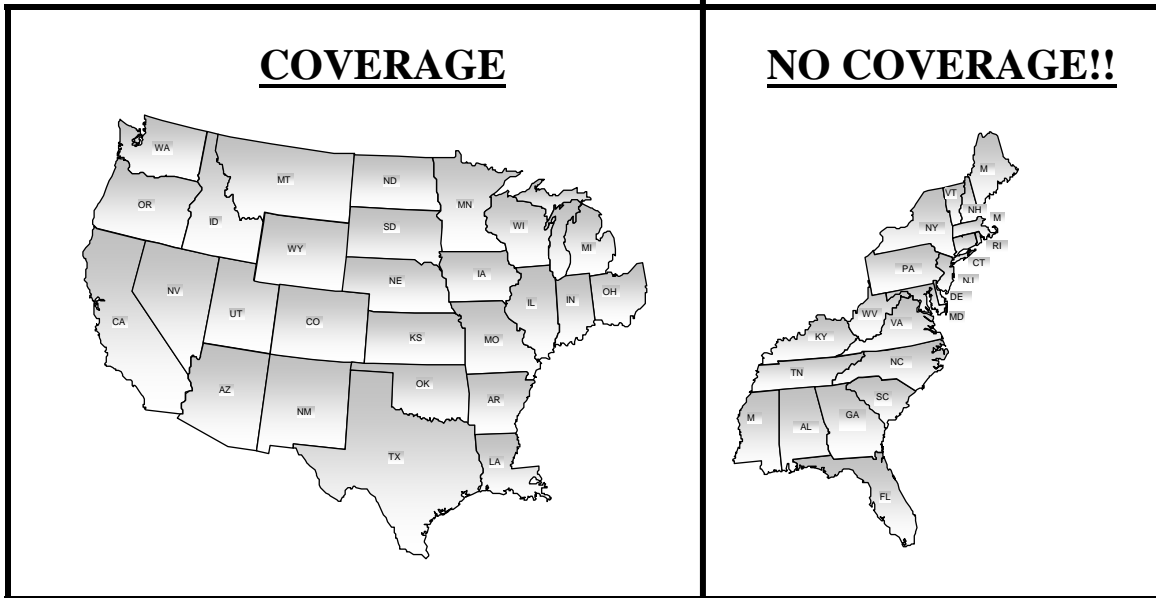 COVERAGE
NO COVERAGE!!
WA
MT
ND
MN
OR
ID
SD
WI
MI
WY
NV
NE
IA
IL
IN
OH
CA
UT
CO
KS
MO
AZ
NM
OK
AR
TX
LA
M
VT
NH
M
NY
RI
CT
PA
NJ
DE
MD
WV
VA
KY
NC
TN
SC
M
AL
GA
FL